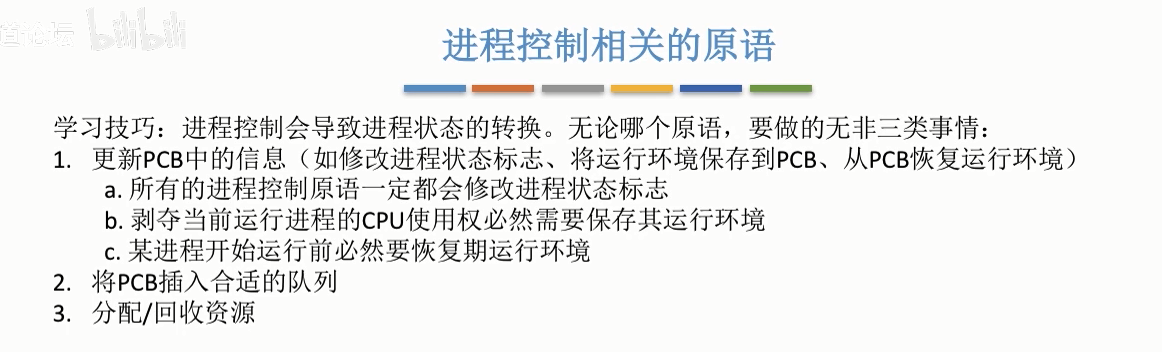 道论坛 bilibili
进程控制相关的原语
学习技巧：进程控制会导致进程状态的转换。无论哪个原语，要做的无非三类事情：
1. 更新PCB中的信息（如修改进程状态标志、将运行环境保存到PCB、从PCB恢复运行环境）
a. 所有的进程控制原语一定都会修改进程状态标志
b. 剥夺当前运行进程的CPU使用权必然需要保存其运行环境
c. 某进程开始运行前必然要恢复期运行环境
2. 将PCB插入合适的队列
3. 分配/回收资源